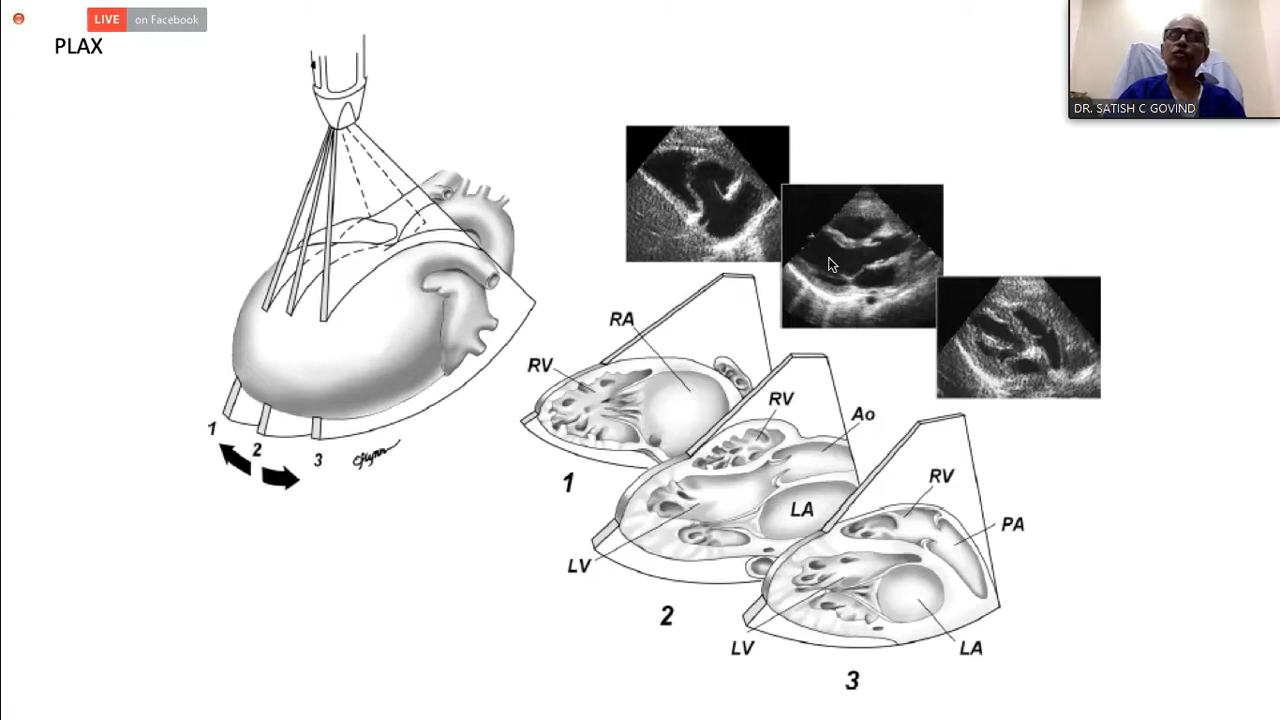 LIVE on Facebook
PLAX
DR. SATISH C GOVIND
RA
RV
RV
Ao
1
2
3
1
LA
RV
PA
LV
2
LV
LA
3